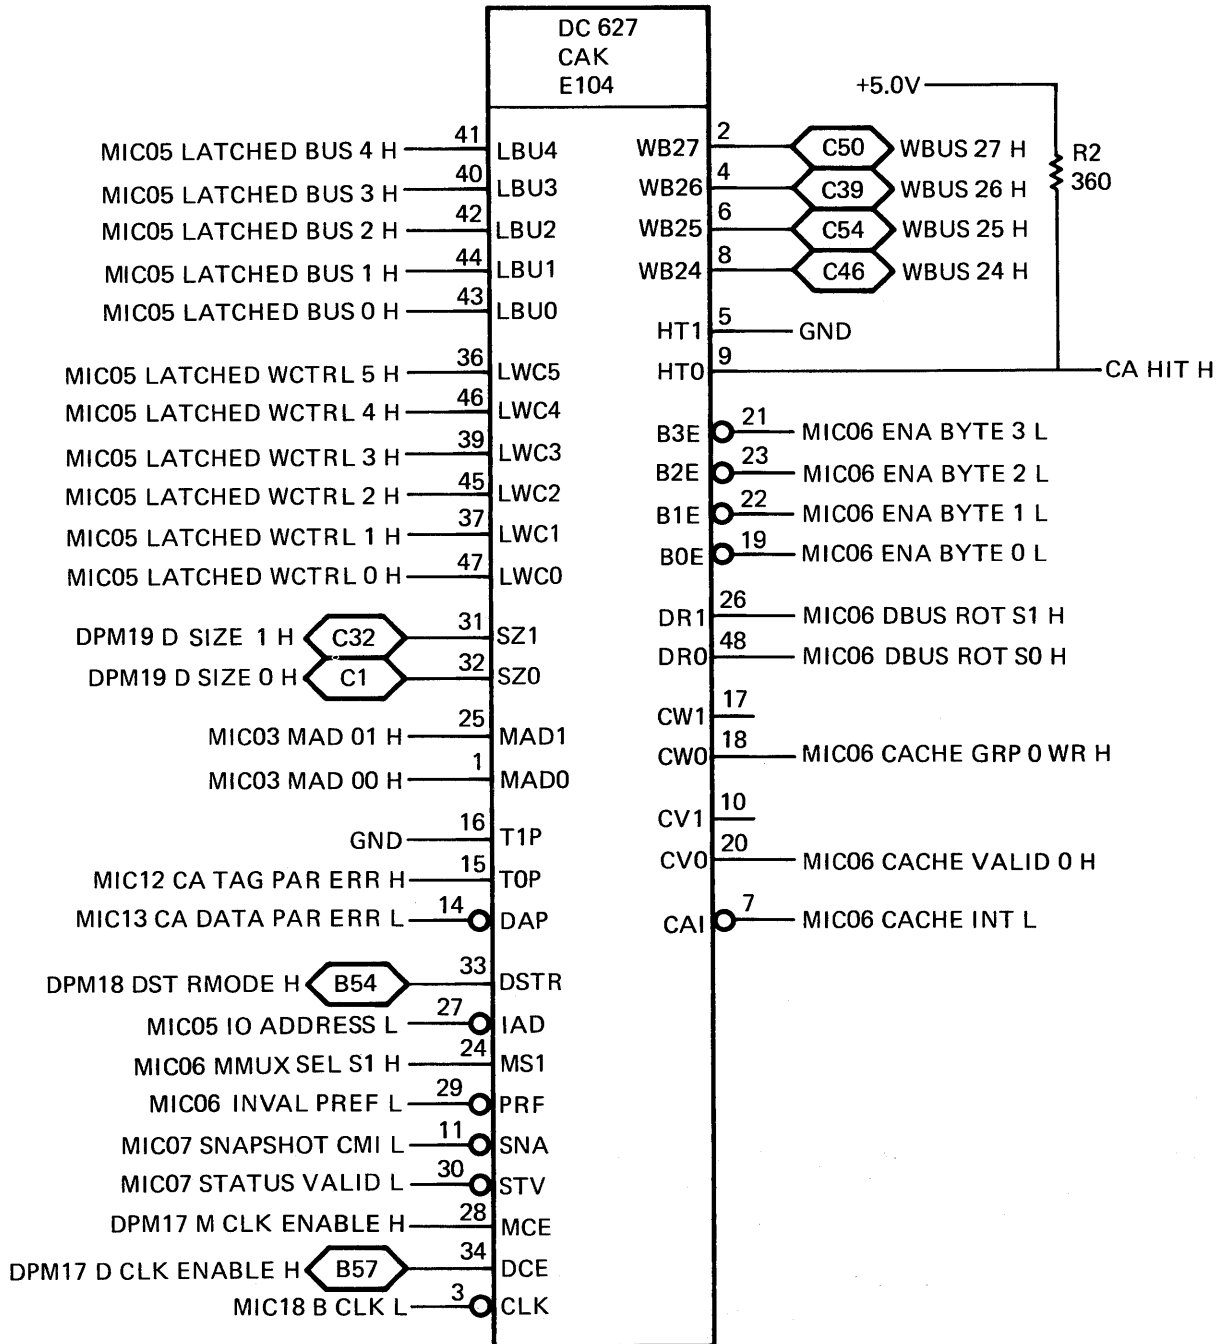 DC 627
CAK
E104
+5.0V
R2
360
MIC05 LATCHED BUS 4 H 41 LBU4
MIC05 LATCHED BUS 3 H 40 LBU3
MIC05 LATCHED BUS 2 H 42 LBU2
MIC05 LATCHED BUS 1 H 44 LBU1
MIC05 LATCHED BUS 0 H 43 LBU0
MIC05 LATCHED WCTRL 5 H 36 LWC5
MIC05 LATCHED WCTRL 4 H 46 LWC4
MIC05 LATCHED WCTRL 3 H 39 LWC3
MIC05 LATCHED WCTRL 2 H 45 LWC2
MIC05 LATCHED WCTRL 1 H 37 LWC1
MIC05 LATCHED WCTRL 0 H 47 LWC0
DPM19 D SIZE 1 H C32 31 SZ1
DPM19 D SIZE 0 H C1 32 SZ0
MIC03 MAD 01 H 25 MAD1
MIC03 MAD 00 H 1 MAD0
GND 16 T1P
MIC12 CA TAG PAR ERR H 15 T0P
MIC13 CA DATA PAR ERR L 14 DAP
DPM18 DST RMODE H B54 33 DSTR
MIC05 IO ADDRESS L 27 IAD
MIC06 MMUX SEL S1 H 24 MS1
MIC06 INVAL PREF L 29 PRF
MIC07 SNAPSHOT CMI L 11 SNA
MIC07 STATUS VALID L 30 STV
DPM17 M CLK ENABLE H 28 MCE
DPM17 D CLK ENABLE H B57 34 DCE
MIC18 B CLK L 3 CLK
WB27 2 C50 WBUS 27 H
WB26 4 C39 WBUS 26 H
WB25 6 C54 WBUS 25 H
WB24 8 C46 WBUS 24 H
HT1 5 GND
HT0 9 CA HIT H
B3E 21 MIC06 ENA BYTE 3 L
B2E 23 MIC06 ENA BYTE 2 L
B1E 22 MIC06 ENA BYTE 1 L
B0E 19 MIC06 ENA BYTE 0 L
DR1 26 MIC06 DBUS ROT S1 H
DR0 48 MIC06 DBUS ROT S0 H
CW1 17
CW0 18 MIC06 CACHE GRP 0 WR H
CV1 10
CV0 20 MIC06 CACHE VALID 0 H
CAI 7 MIC06 CACHE INT L